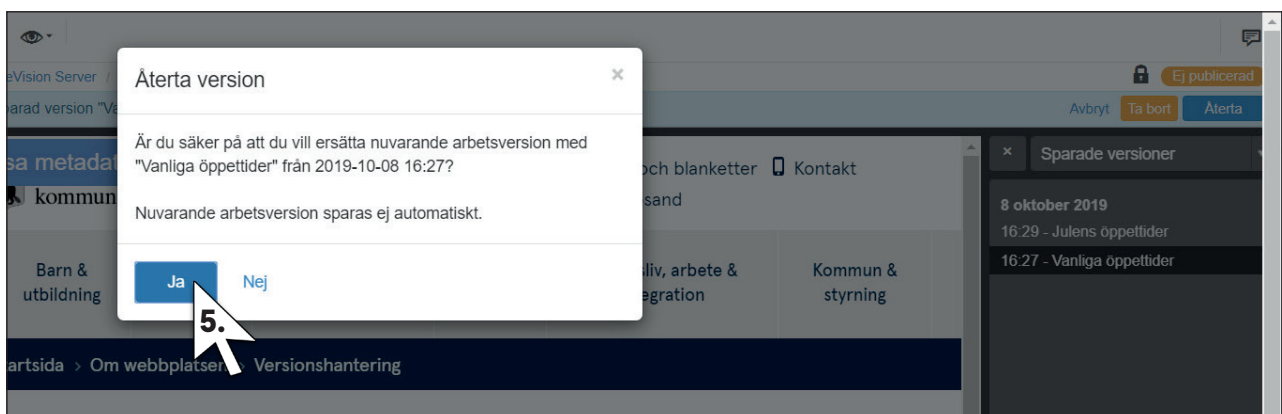 eVision Server /
Ej publicerad
sparad version "Va
Avbryt Ta bort Återta
Återta version ×
Är du säker på att du vill ersätta nuvarande arbetsversion med
"Vanliga öppettider" från 2019-10-08 16:27?
Nuvarande arbetsversion sparas ej automatiskt.
Ja Nej
5.
sa metadat
kommun
och blanketter Kontakt
sand
× Sparade versioner
8 oktober 2019
16:29 - Julens öppettider
16:27 - Vanliga öppettider
Barn &
utbildning
sliv, arbete &
egration
Kommun &
styrning
artsida › Om webbplatsen › Versionshantering